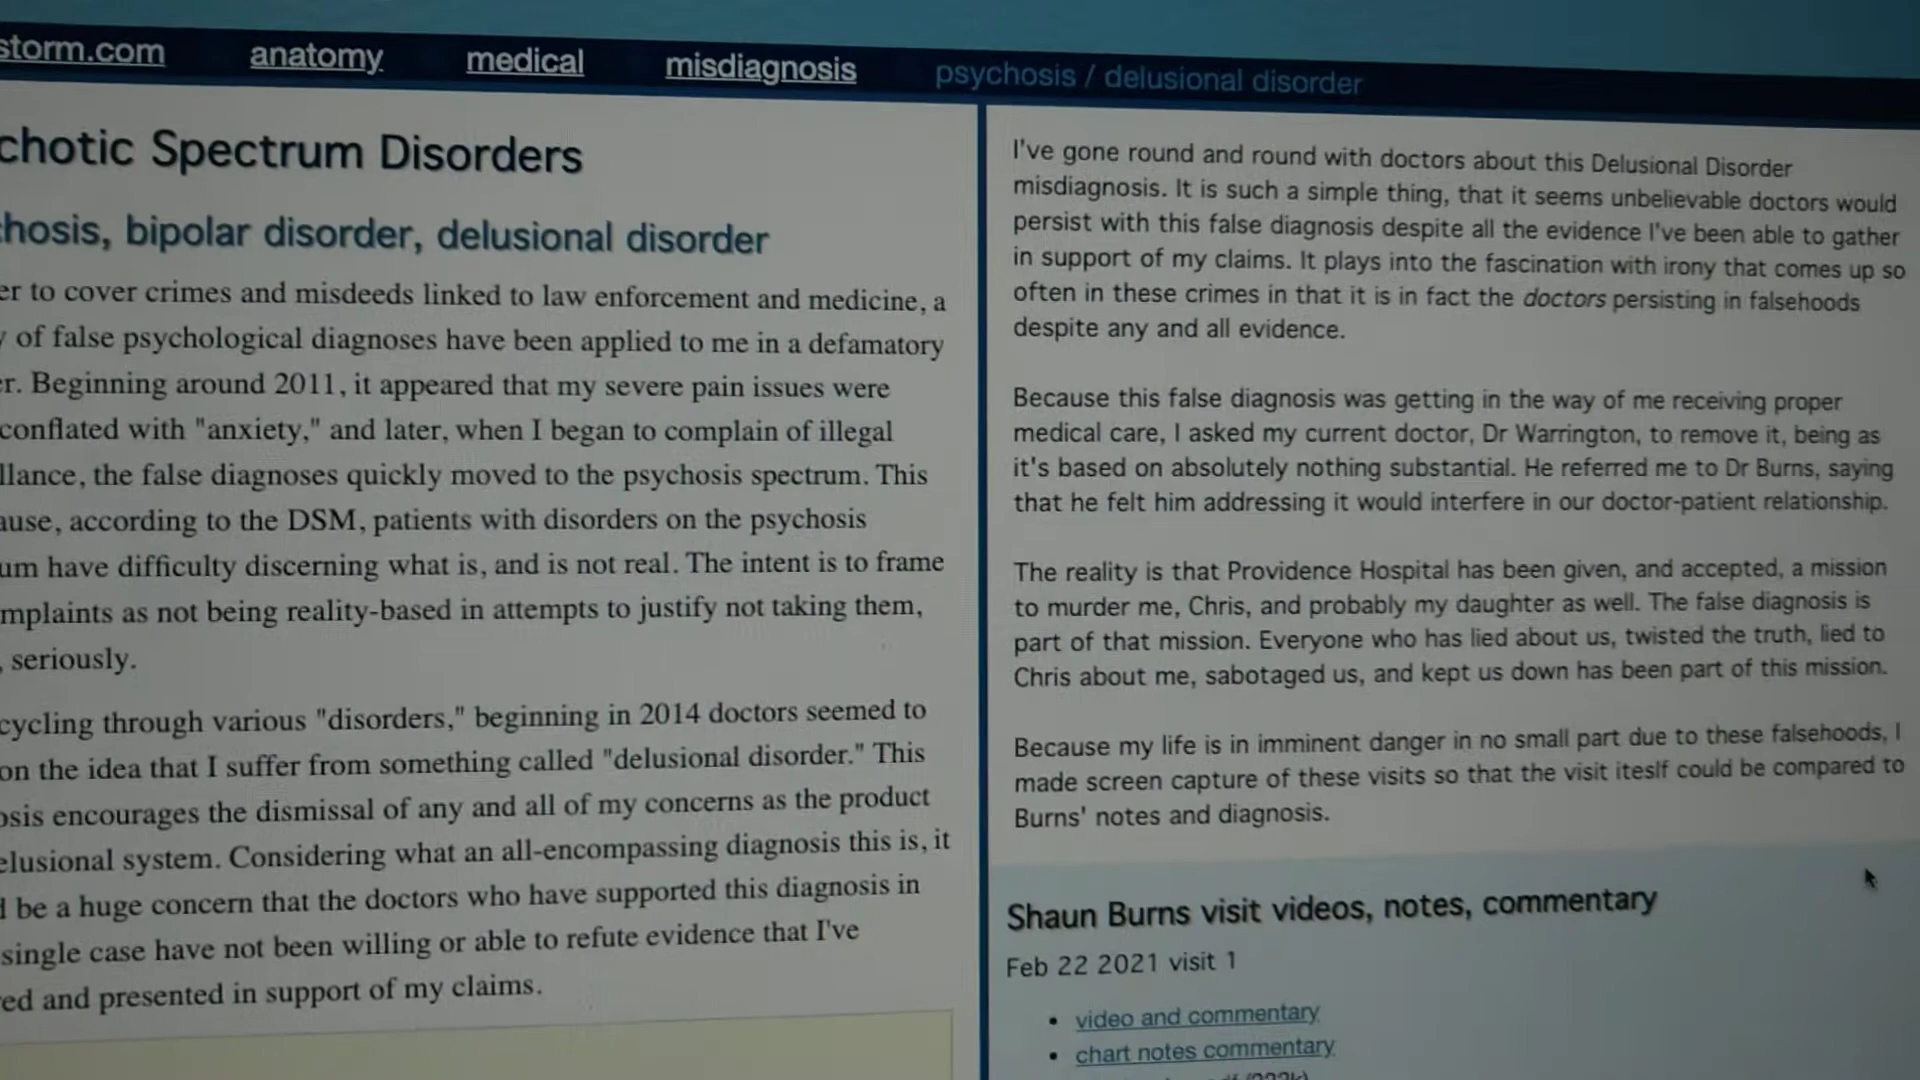 storm.com anatomy medical misdiagnosis psychosis / delusional disorder
chotic Spectrum Disorders
hosis, bipolar disorder, delusional disorder
er to cover crimes and misdeeds linked to law enforcement and medicine, a
of false psychological diagnoses have been applied to me in a defamatory
er. Beginning around 2011, it appeared that my severe pain issues were
conflated with "anxiety," and later, when I began to complain of illegal
llance, the false diagnoses quickly moved to the psychosis spectrum. This
ause, according to the DSM, patients with disorders on the psychosis
um have difficulty discerning what is, and is not real. The intent is to frame
mplaints as not being reality-based in attempts to justify not taking them,
, seriously.
cycling through various "disorders," beginning in 2014 doctors seemed to
on the idea that I suffer from something called "delusional disorder." This
osis encourages the dismissal of any and all of my concerns as the product
elusional system. Considering what an all-encompassing diagnosis this is, it
d be a huge concern that the doctors who have supported this diagnosis in
single case have not been willing or able to refute evidence that I've
red and presented in support of my claims.
I've gone round and round with doctors about this Delusional Disorder
misdiagnosis. It is such a simple thing, that it seems unbelievable doctors would
persist with this false diagnosis despite all the evidence I've been able to gather
in support of my claims. It plays into the fascination with irony that comes up so
often in these crimes in that it is in fact the doctors persisting in falsehoods
despite any and all evidence.
Because this false diagnosis was getting in the way of me receiving proper
medical care, I asked my current doctor, Dr Warrington, to remove it, being as
it's based on absolutely nothing substantial. He referred me to Dr Burns, saying
that he felt him addressing it would interfere in our doctor-patient relationship.
The reality is that Providence Hospital has been given, and accepted, a mission
to murder me, Chris, and probably my daughter as well. The false diagnosis is
part of that mission. Everyone who has lied about us, twisted the truth, lied to
Chris about me, sabotaged us, and kept us down has been part of this mission.
Because my life is in imminent danger in no small part due to these falsehoods, I
made screen capture of these visits so that the visit iteslf could be compared to
Burns' notes and diagnosis.
Shaun Burns visit videos, notes, commentary
Feb 22 2021 visit 1
• video and commentary
• chart notes commentary